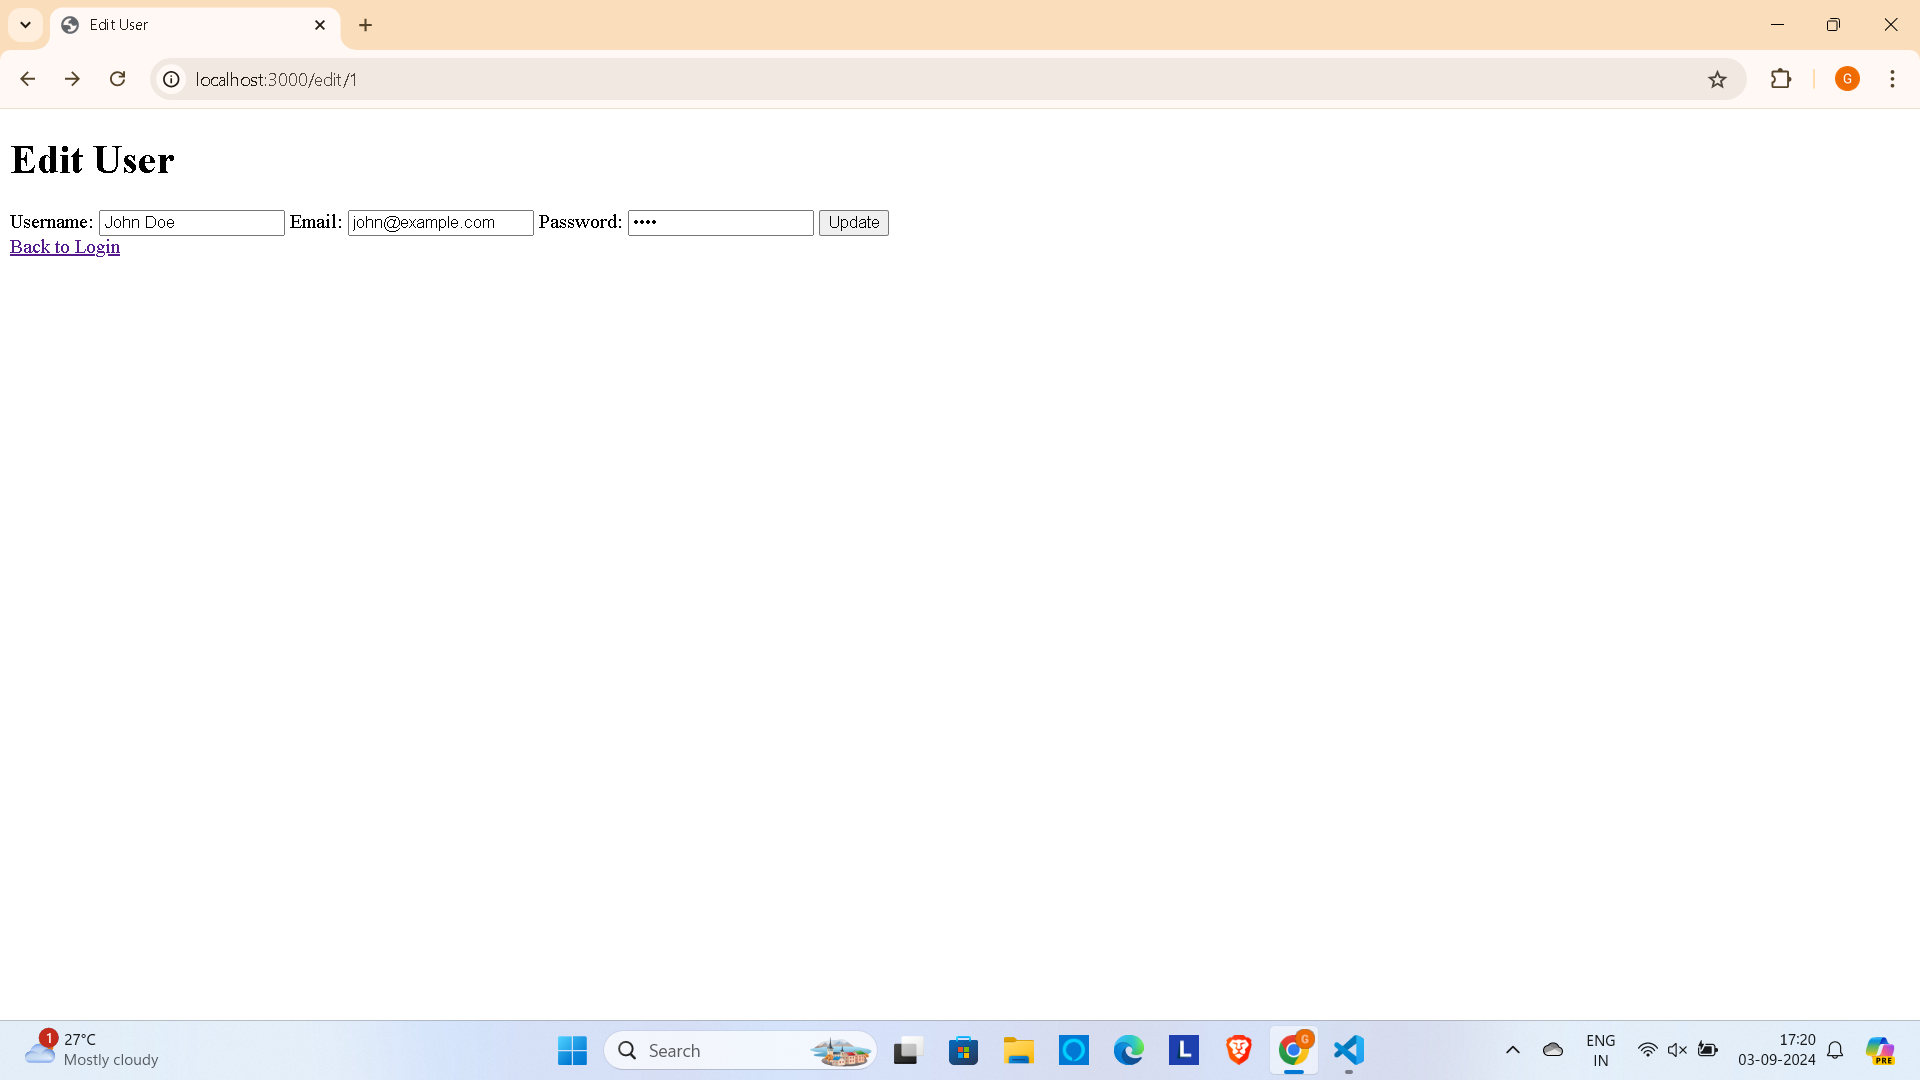 Edit User
localhost:3000/edit/1
G
Edit User
Username: John Doe Email: john@example.com Password: •••• Update
Back to Login
1
27°C
Mostly cloudy
Search
L
G
ENG
IN
17:20
03-09-2024
PRE